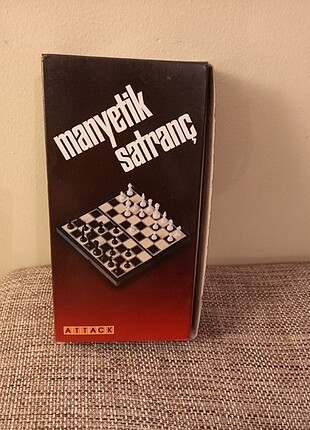 manyetik
satranç
ATTACK